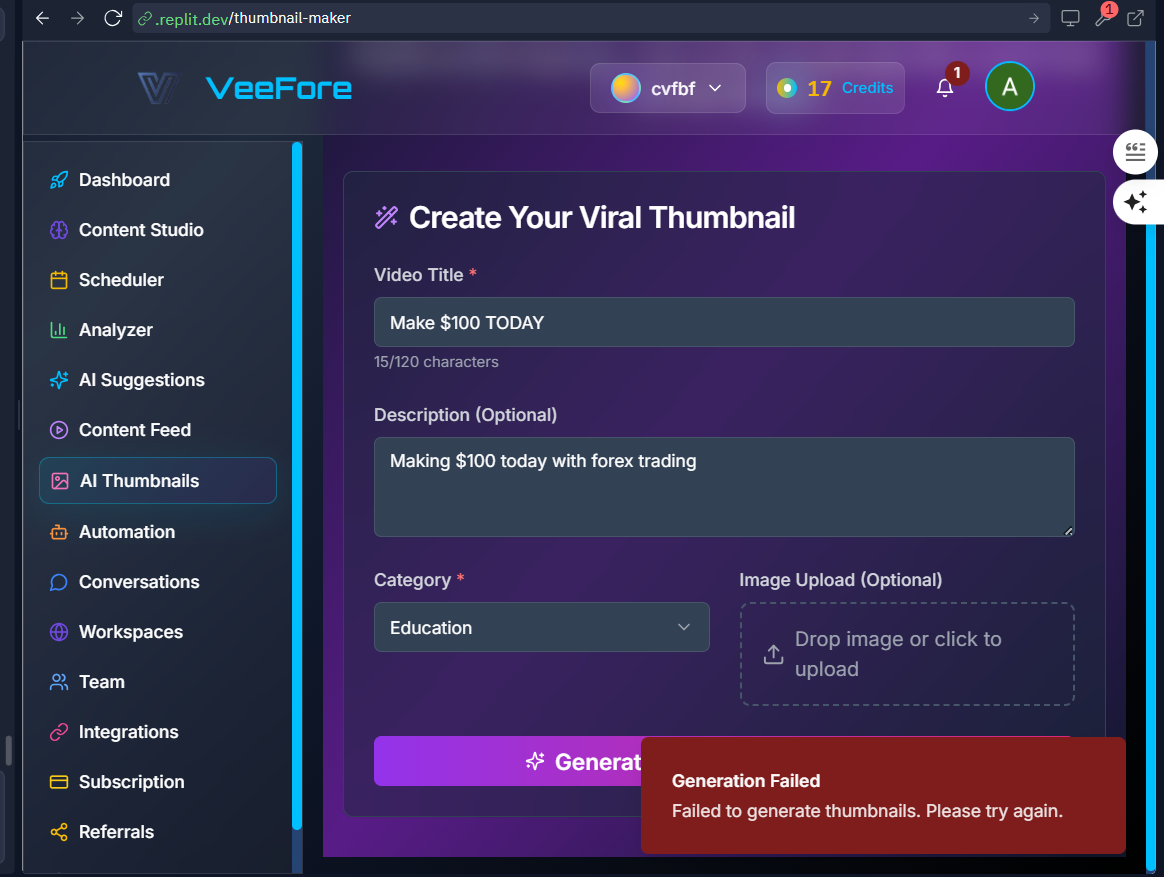 .replit.dev/thumbnail-maker
1
VeeFore
cvfbf
17 Credits
1
A
Dashboard
Content Studio
Scheduler
Analyzer
AI Suggestions
Content Feed
AI Thumbnails
Automation
Conversations
Workspaces
Team
Integrations
Subscription
Referrals
Create Your Viral Thumbnail
Video Title *
Make $100 TODAY
15/120 characters
Description (Optional)
Making $100 today with forex trading
Category *
Education
Image Upload (Optional)
Drop image or click to
upload
Generat
Generation Failed
Failed to generate thumbnails. Please try again.